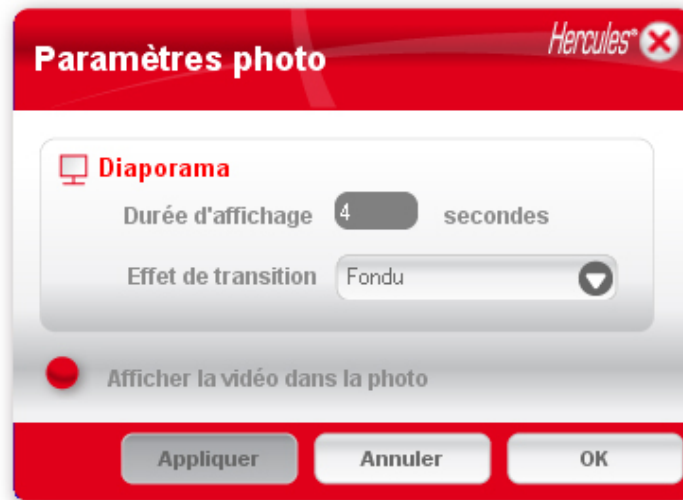 Hercules®
Paramètres photo
Diaporama
Durée d'affichage 4 secondes
Effet de transition Fondu
Afficher la vidéo dans la photo
Appliquer Annuler OK